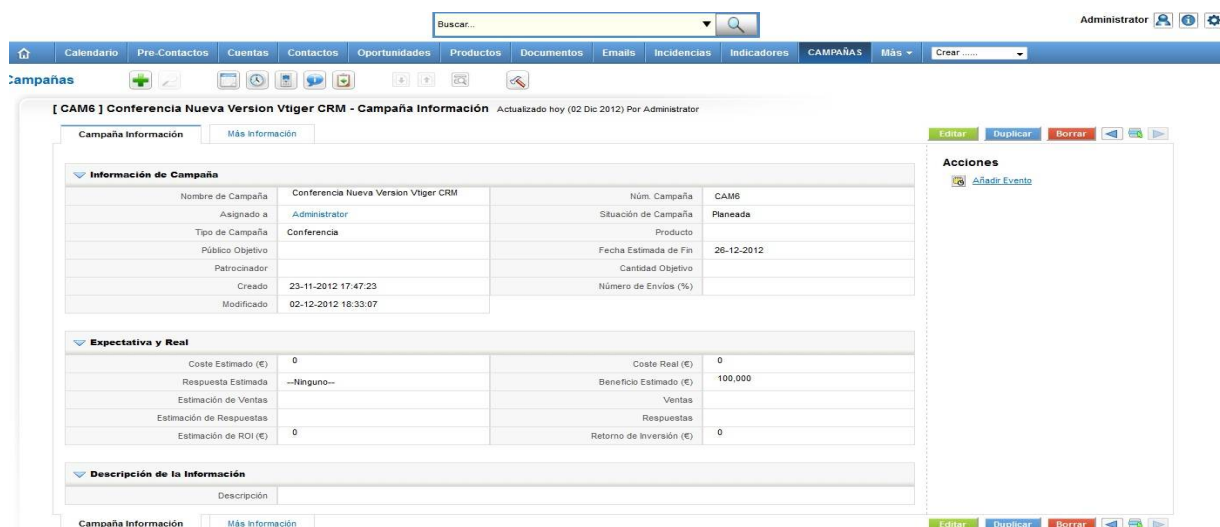 Buscar...
Administrator
Calendario Pre-Contactos Cuentas Contactos Oportunidades Productos Documentos Emails Incidencias Indicadores CAMPAÑAS Más Crear ......
Campañas
[ CAM6 ] Conferencia Nueva Version Vtiger CRM - Campaña Información Actualizado hoy (02 Dic 2012) Por Administrator
Campaña Información Más Información Editar Duplicar Borrar
Acciones
Añadir Evento
Información de Campaña
Nombre de Campaña Conferencia Nueva Version Vtiger CRM Núm. Campaña CAM6
Asignado a Administrator Situación de Campaña Planeada
Tipo de Campaña Conferencia Producto
Público Objetivo Fecha Estimada de Fin 26-12-2012
Patrocinador Cantidad Objetivo
Creado 23-11-2012 17:47:23 Número de Envíos (%)
Modificado 02-12-2012 18:33:07
Expectativa y Real
Coste Estimado (€) 0 Coste Real (€) 0
Respuesta Estimada --Ninguno-- Beneficio Estimado (€) 100,000
Estimación de Ventas Ventas
Estimación de Respuestas Respuestas
Estimación de ROI (€) 0 Retorno de Inversión (€) 0
Descripción de la Información
Descripción
Campaña Información Más Información Editar Duplicar Borrar